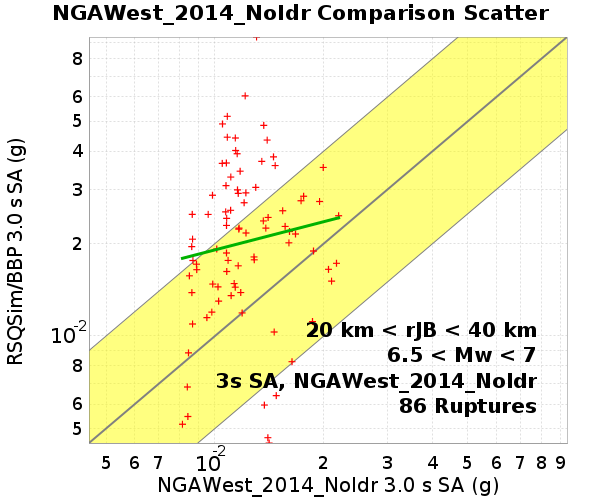 NGAWest_2014_NoIdr Comparison Scatter
RSQSim/BBP 3.0 s SA (g)
8
6
5
4
3
2
10-2
8
6
5
20 km < rJB < 40 km
6.5 < Mw < 7
3s SA, NGAWest_2014_NoIdr
86 Ruptures
5 6 7 10-2 2 3 4 5 6 7 8 9
NGAWest_2014_NoIdr 3.0 s SA (g)